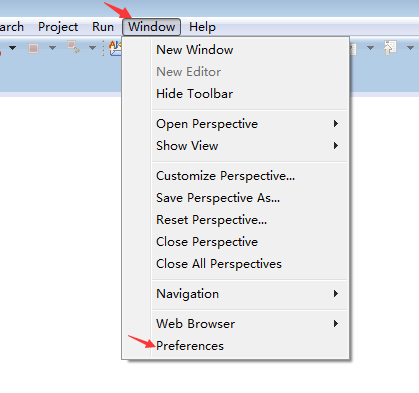 arch Project Run Window Help
New Window
New Editor
Hide Toolbar
Open Perspective
Show View
Customize Perspective...
Save Perspective As...
Reset Perspective...
Close Perspective
Close All Perspectives
Navigation
Web Browser
Preferences